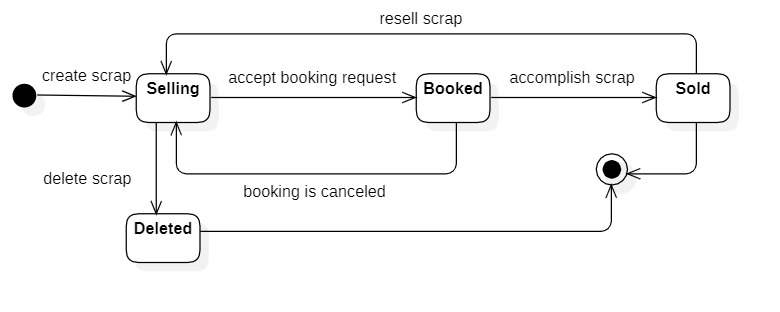 resell scrap
create scrap
Selling
accept booking request
Booked
accomplish scrap
Sold
delete scrap
booking is canceled
Deleted